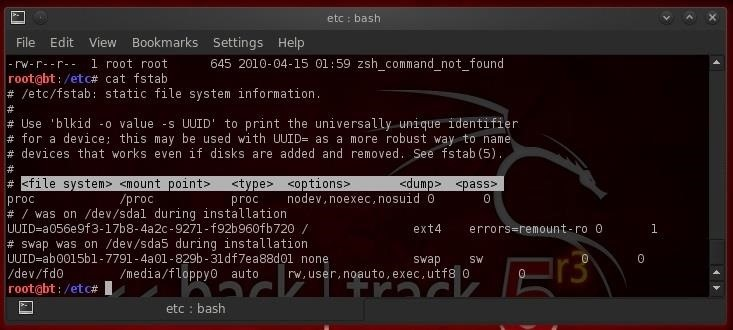 etc : bash
File Edit View Bookmarks Settings Help
-rw-r--r-- 1 root root 645 2010-04-15 01:59 zsh_command_not_found
root@bt:/etc# cat fstab
# /etc/fstab: static file system information.
#
# Use 'blkid -o value -s UUID' to print the universally unique identifier
# for a device; this may be used with UUID= as a more robust way to name
# devices that works even if disks are added and removed. See fstab(5).
#
# <file system> <mount point> <type> <options> <dump> <pass>
proc /proc proc nodev,noexec,nosuid 0 0
# / was on /dev/sda1 during installation
UUID=a056e9f3-17b8-4a2c-9271-f92b960fb720 / ext4 errors=remount-ro 0 1
# swap was on /dev/sda5 during installation
UUID=ab0015b1-7791-4a01-829b-31df7ea88d01 none swap sw 0 0
/dev/fd0 /media/floppy0 auto rw,user,noauto,exec,utf8 0 0
root@bt:/etc#
<< back | track 5 r3
etc : bash